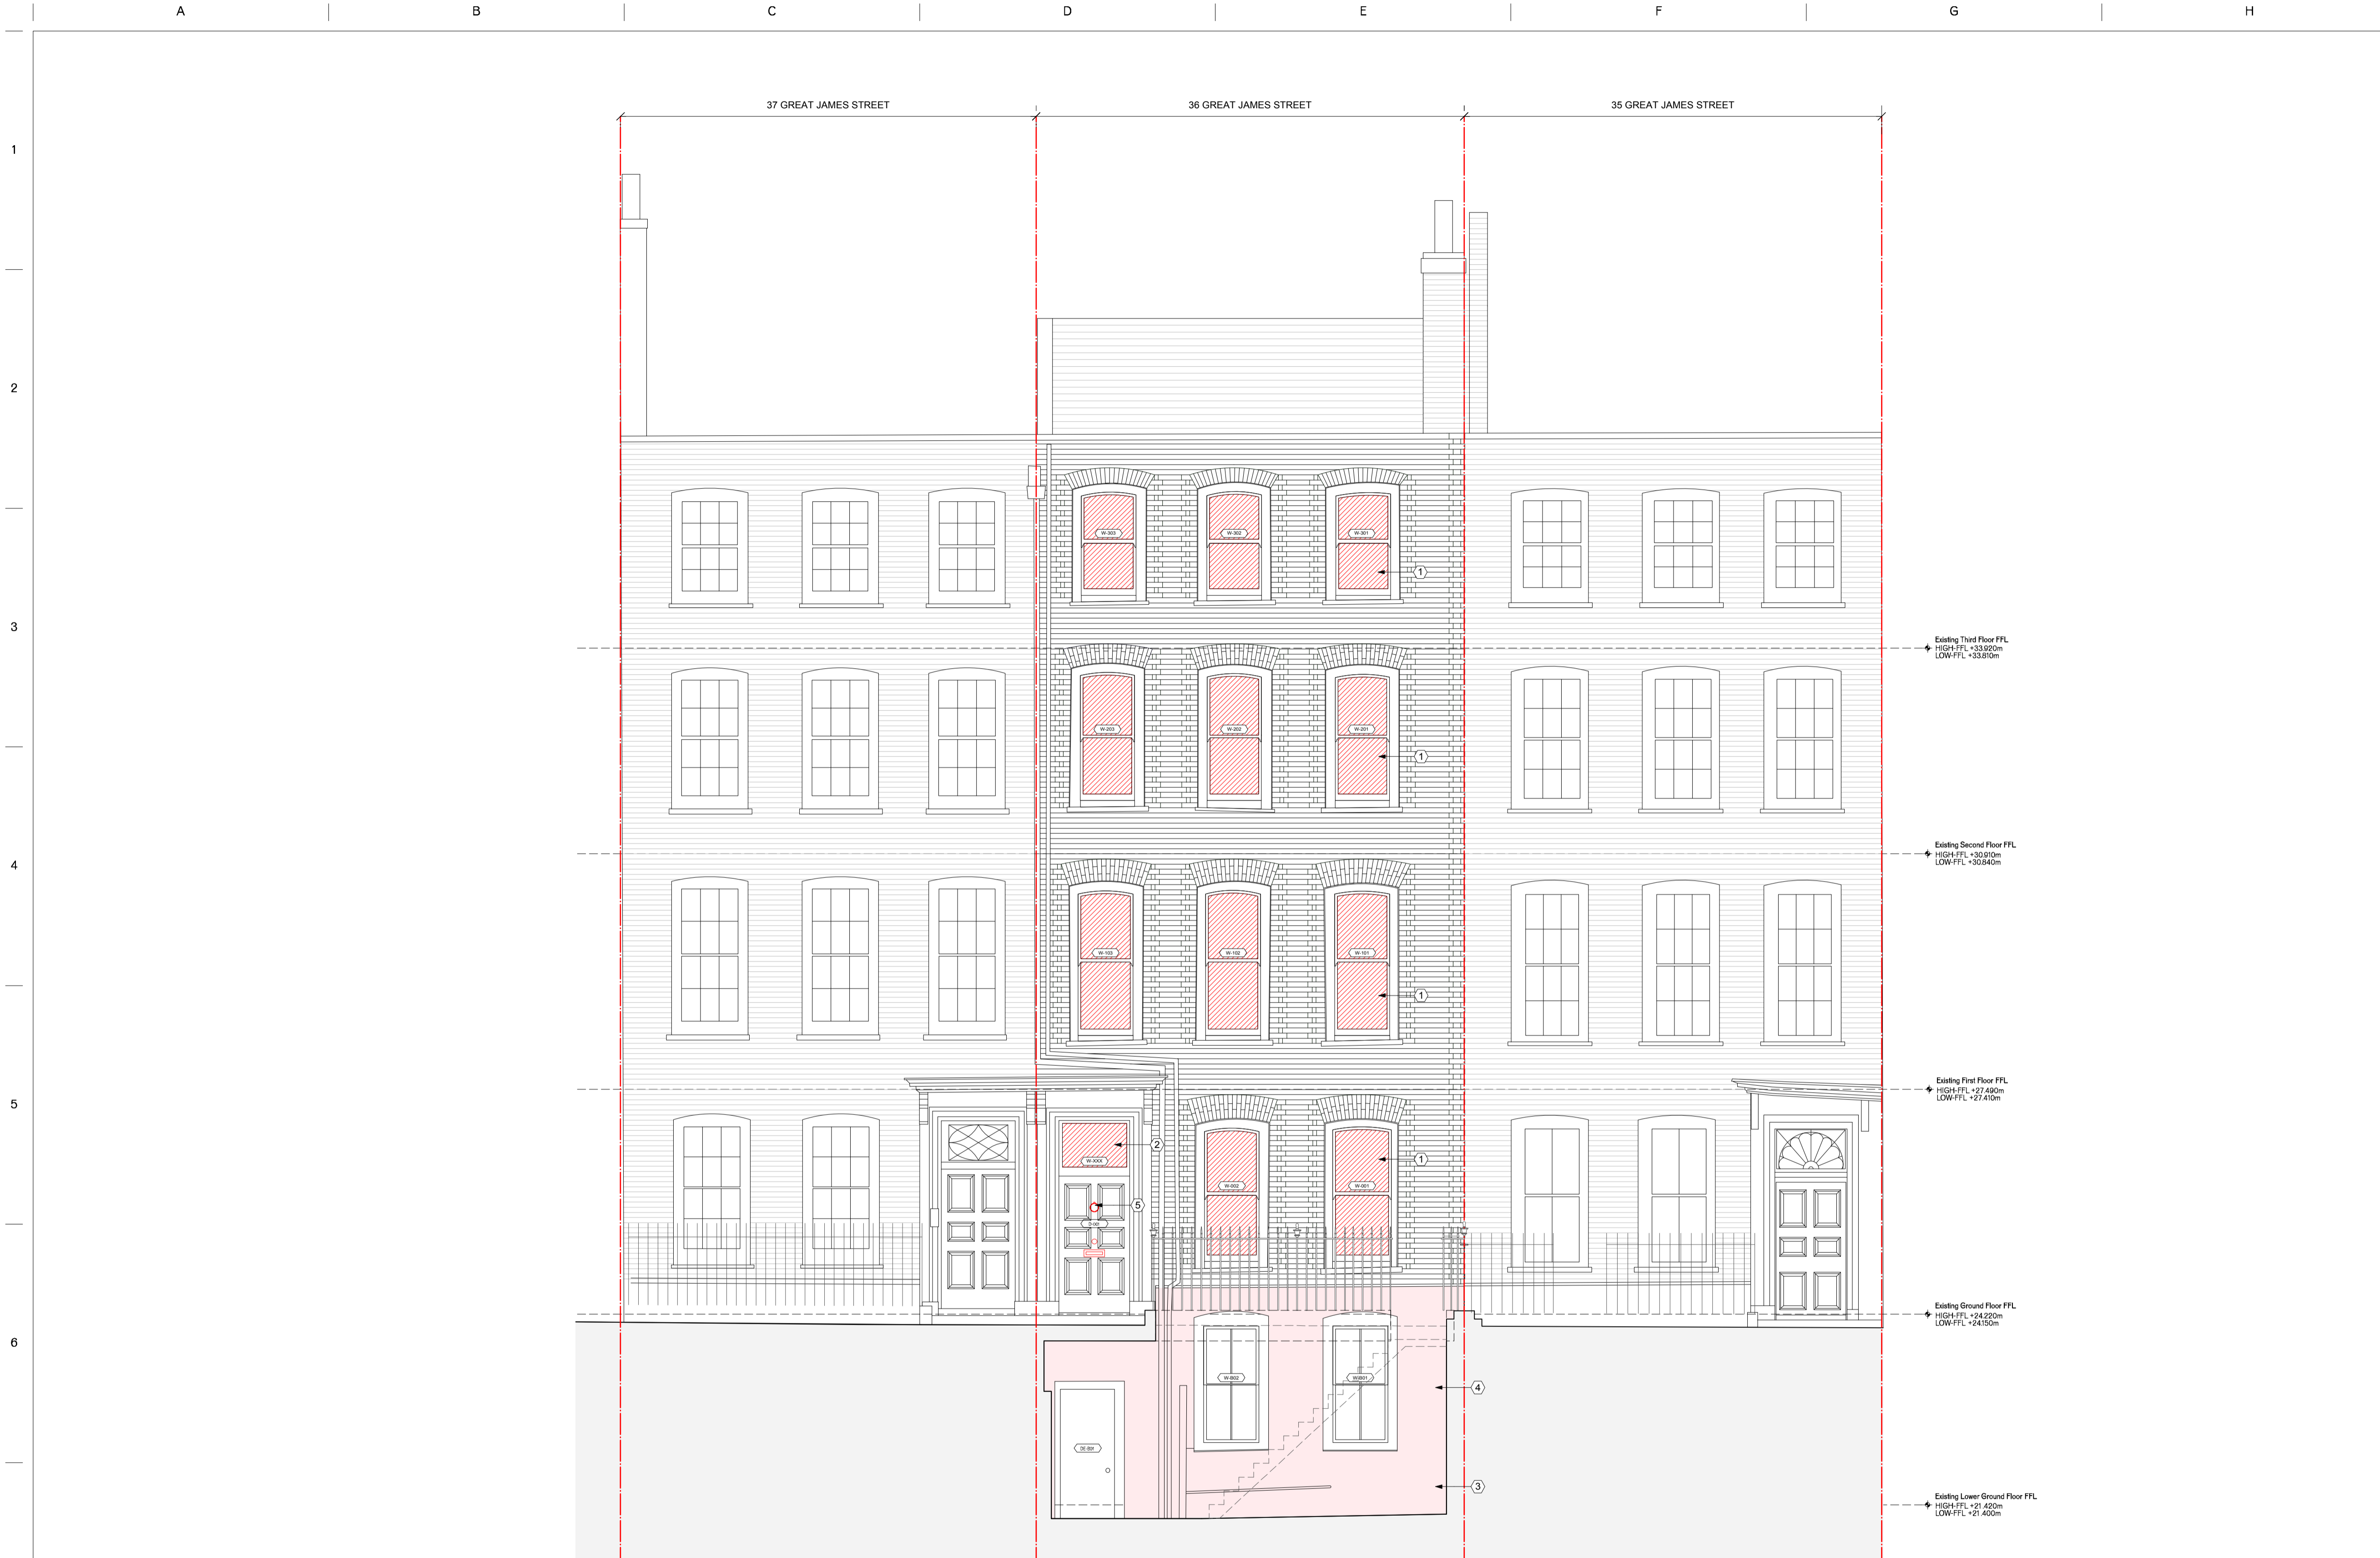 A B C D E F G H
37 GREAT JAMES STREET 36 GREAT JAMES STREET 35 GREAT JAMES STREET
1
2
W-303 W-302 W-301
1
3
Existing Third Floor FFL
HIGH-FFL +33.920m
LOW-FFL +33.810m
W-203 W-202 W-201
1
Existing Second Floor FFL
HIGH-FFL +30.910m
LOW-FFL +30.840m
4
W-103 W-102 W-101
1
Existing First Floor FFL
HIGH-FFL +27.490m
LOW-FFL +27.410m
5
2
W-XXX
1
W-002 W-001
5
D-001
Existing Ground Floor FFL
HIGH-FFL +24.220m
LOW-FFL +24.150m
6
W-B02 W-B01
4
DE-B01
3
Existing Lower Ground Floor FFL
HIGH-FFL +21.420m
LOW-FFL +21.400m